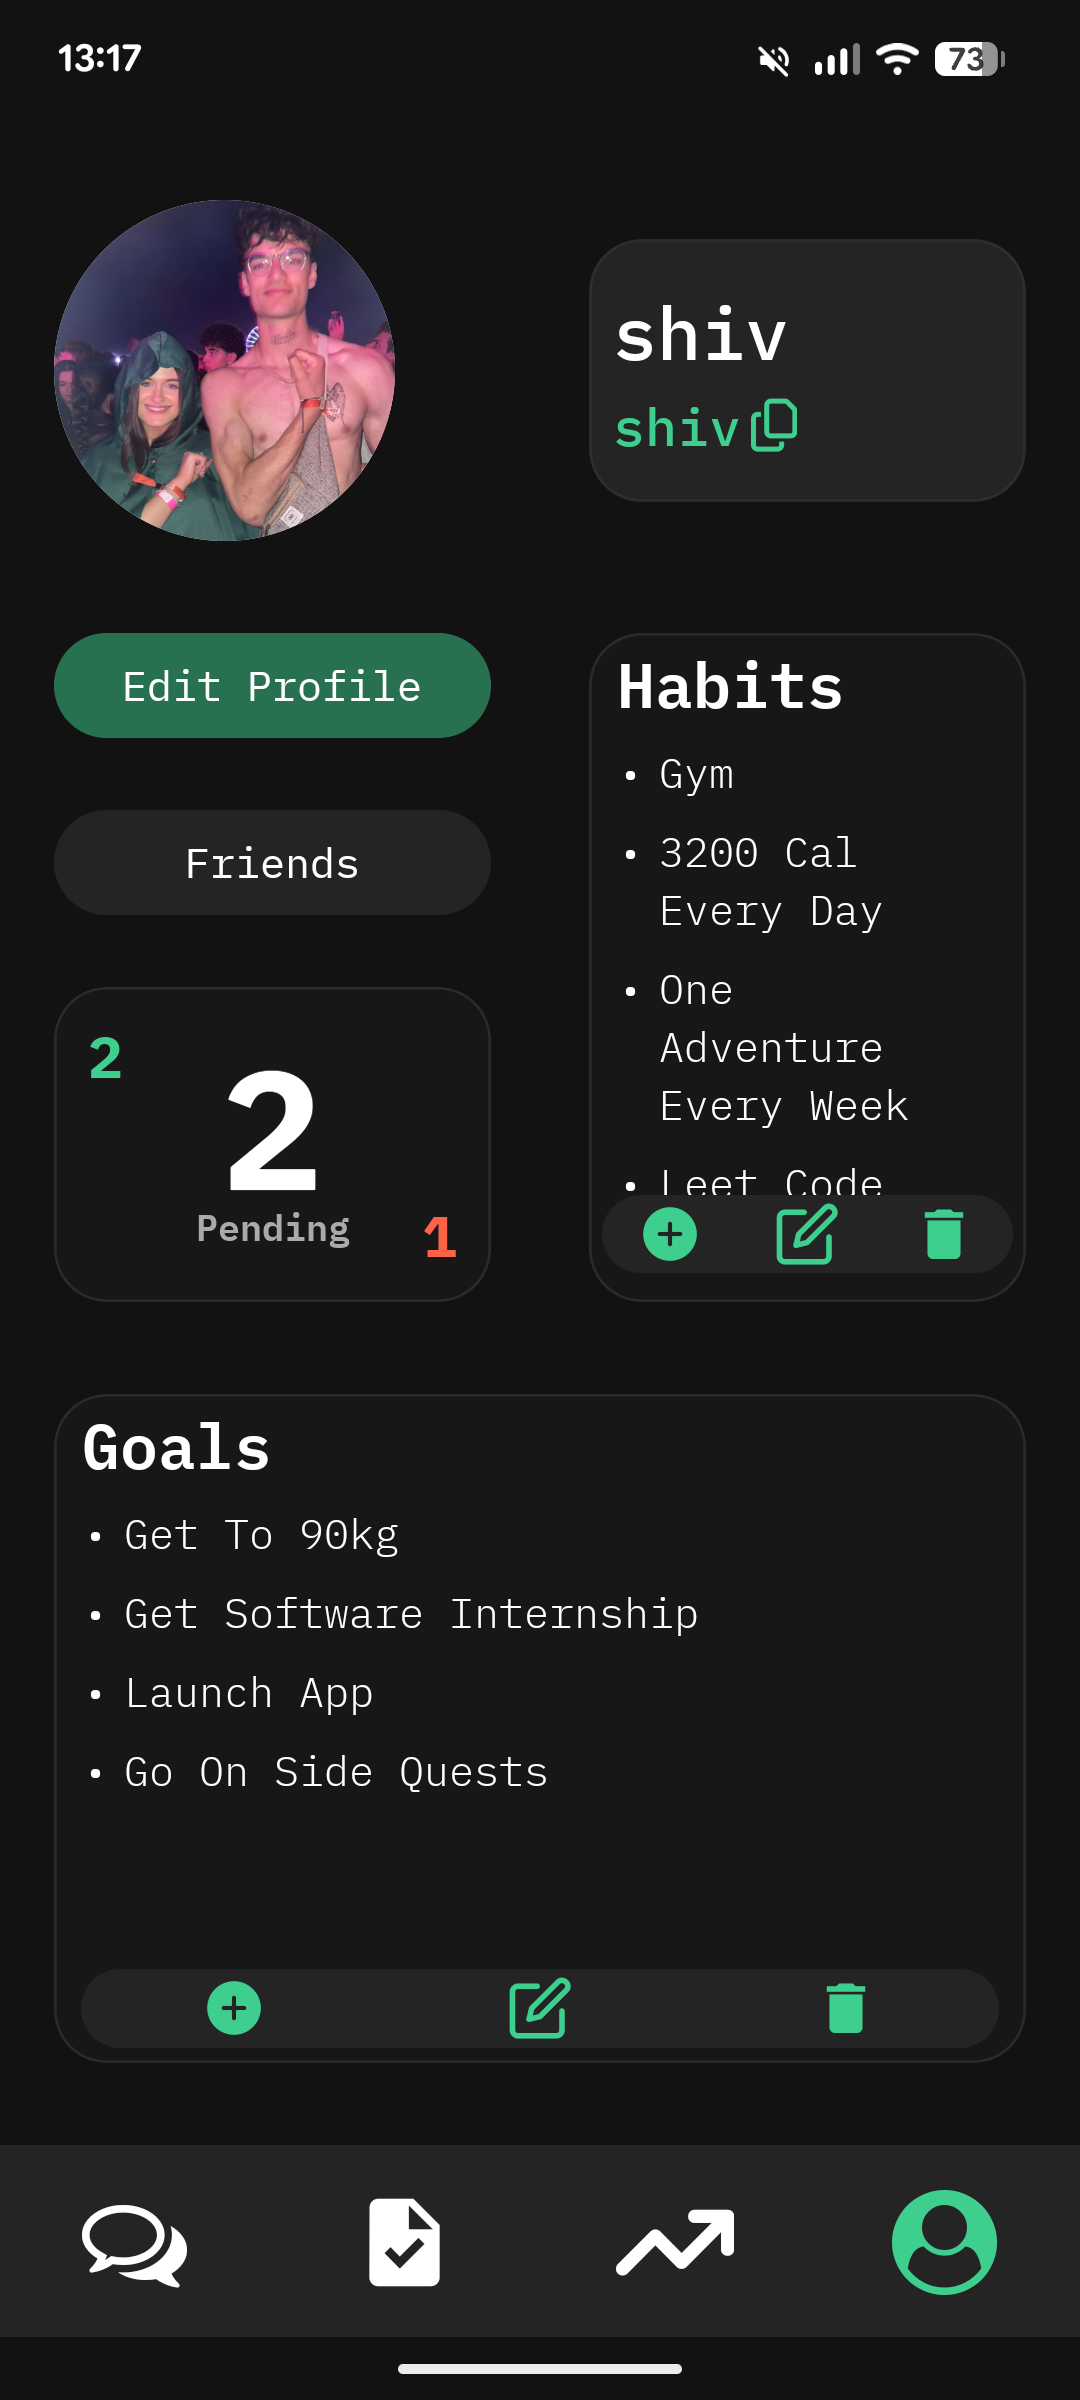 13:17
73
shiv
shiv
Edit Profile
Friends
2
2
Pending
1
Habits
• Gym
• 3200 Cal
Every Day
• One
Adventure
Every Week
• Leet Code
Goals
• Get To 90kg
• Get Software Internship
• Launch App
• Go On Side Quests